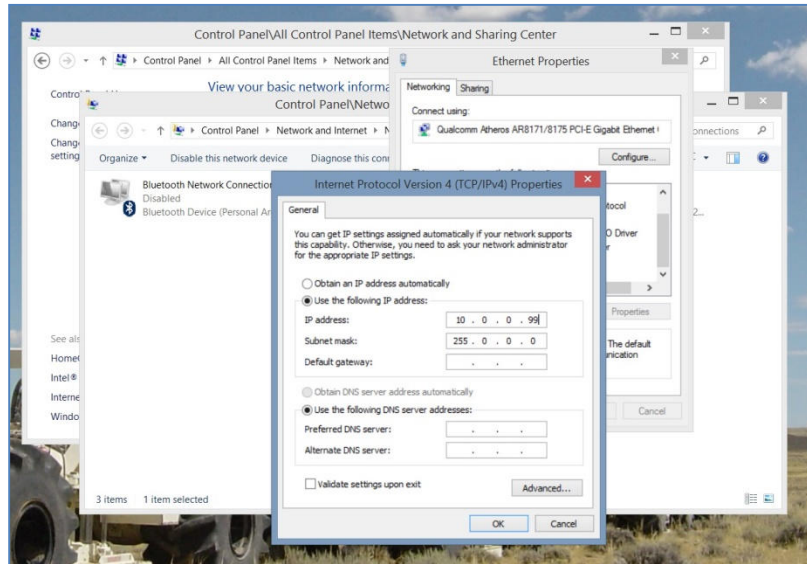 Control Panel\All Control Panel Items\Network and Sharing Center
Control Panel All Control Panel Items Network and
View your basic network informa
Chang
Chang
setting
See als
HomeG
Intel®
Interne
Windo
Control Panel\Netwo
Control Panel Network and Internet N
onnections
Organize Disable this network device Diagnose this conn
Bluetooth Network Connection
Disabled
Bluetooth Device (Personal Ar
3 items 1 item selected
Ethernet Properties
Networking Sharing
Connect using:
Qualcomm Atheros AR8171/8175 PCI-E Gigabit Ethernet
Configure...
tocol
O Driver
Properties
The default
unication
Cancel
Internet Protocol Version 4 (TCP/IPv4) Properties
General
You can get IP settings assigned automatically if your network supports
this capability. Otherwise, you need to ask your network administrator
for the appropriate IP settings.
Obtain an IP address automatically
Use the following IP address:
IP address: 10 . 0 . 0 . 99
Subnet mask: 255 . 0 . 0 . 0
Default gateway: . . .
Obtain DNS server address automatically
Use the following DNS server addresses:
Preferred DNS server: . . .
Alternate DNS server: . . .
Validate settings upon exit
Advanced...
OK Cancel